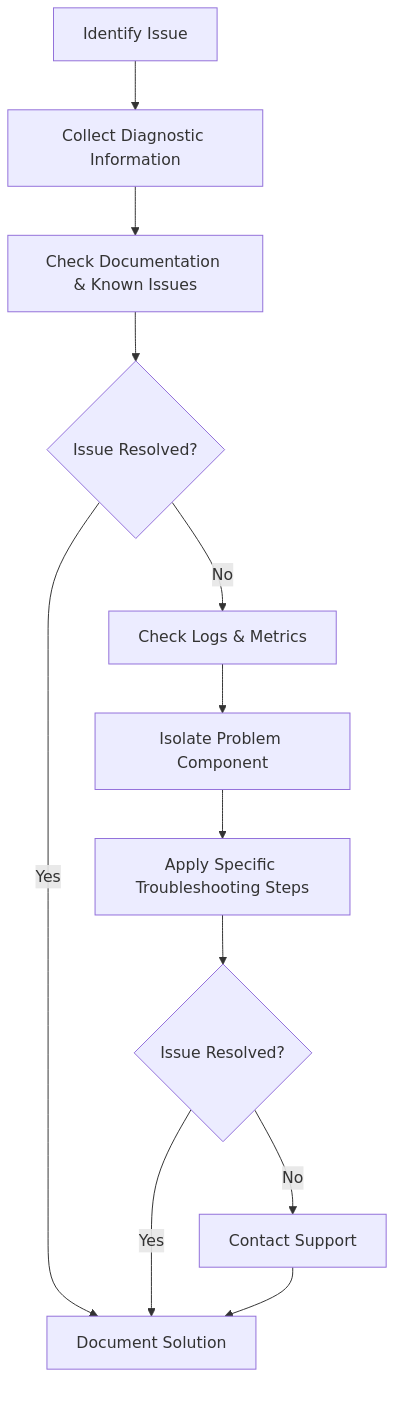 Identify Issue
Collect Diagnostic
Information
Check Documentation
& Known Issues
Issue Resolved?
No
Check Logs & Metrics
Isolate Problem
Component
Yes
Apply Specific
Troubleshooting Steps
Issue Resolved?
No
Yes
Contact Support
Document Solution